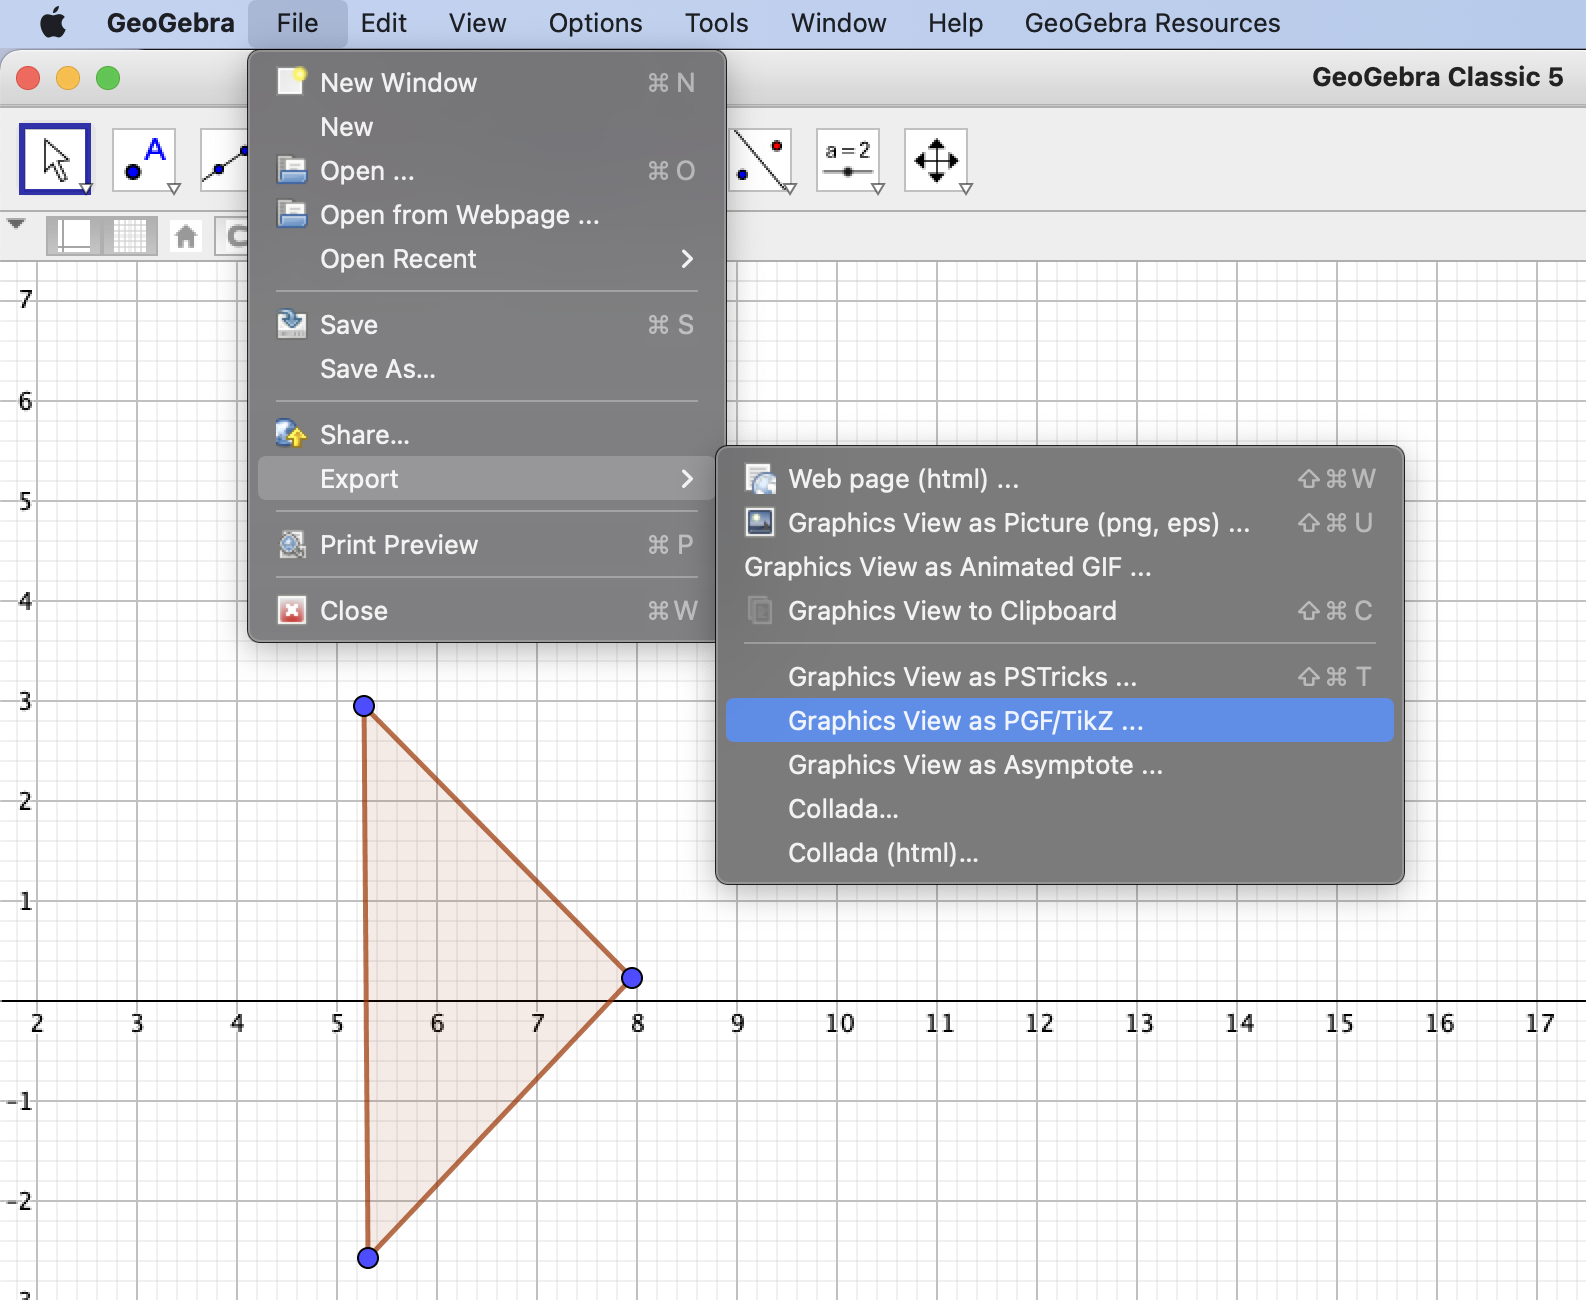 GeoGebra File Edit View Options Tools Window Help GeoGebra Resources
GeoGebra Classic 5
A
a=2
New Window ⌘ N
New
Open ... ⌘ O
Open from Webpage ...
Open Recent
Save ⌘ S
Save As...
Share...
Export
Print Preview ⌘ P
Close ⌘ W
Web page (html) ... ⇧ ⌘ W
Graphics View as Picture (png, eps) ... ⇧ ⌘ U
Graphics View as Animated GIF ...
Graphics View to Clipboard ⇧ ⌘ C
Graphics View as PSTricks ... ⇧ ⌘ T
Graphics View as PGF/TikZ ...
Graphics View as Asymptote ...
Collada...
Collada (html)...
7
6
5
4
3
2
1
2 3 4 5 6 7 8 9 10 11 12 13 14 15 16 17
-1
-2